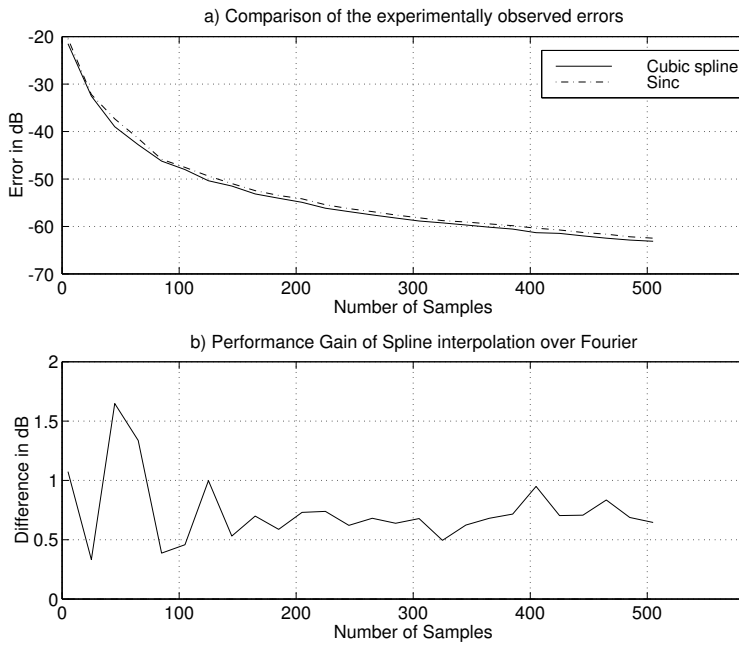 a) Comparison of the experimentally observed errors
-20
-30
-40
-50
-60
-70
Error in dB
Cubic spline
Sinc
0 100 200 300 400 500
Number of Samples
b) Performance Gain of Spline interpolation over Fourier
2
1.5
1
0.5
0
Difference in dB
0 100 200 300 400 500
Number of Samples